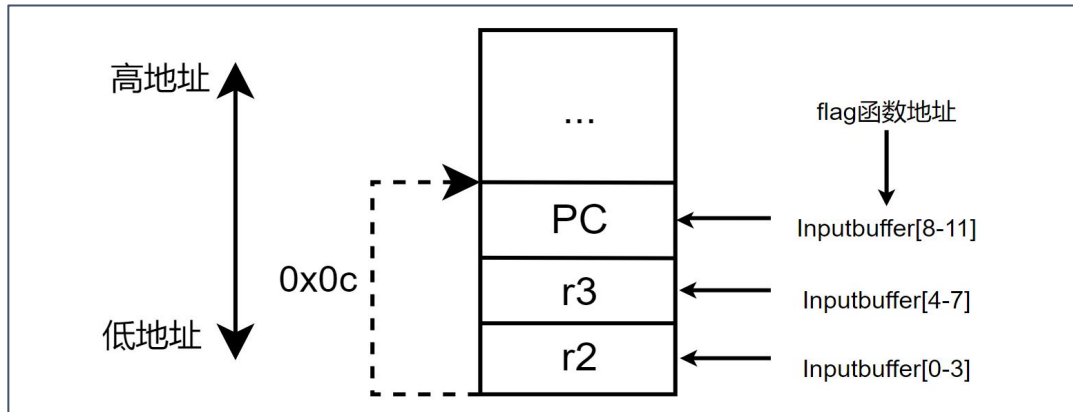 高地址
...
flag函数地址
PC
Inputbuffer[8-11]
0x0c
r3
Inputbuffer[4-7]
低地址
r2
Inputbuffer[0-3]